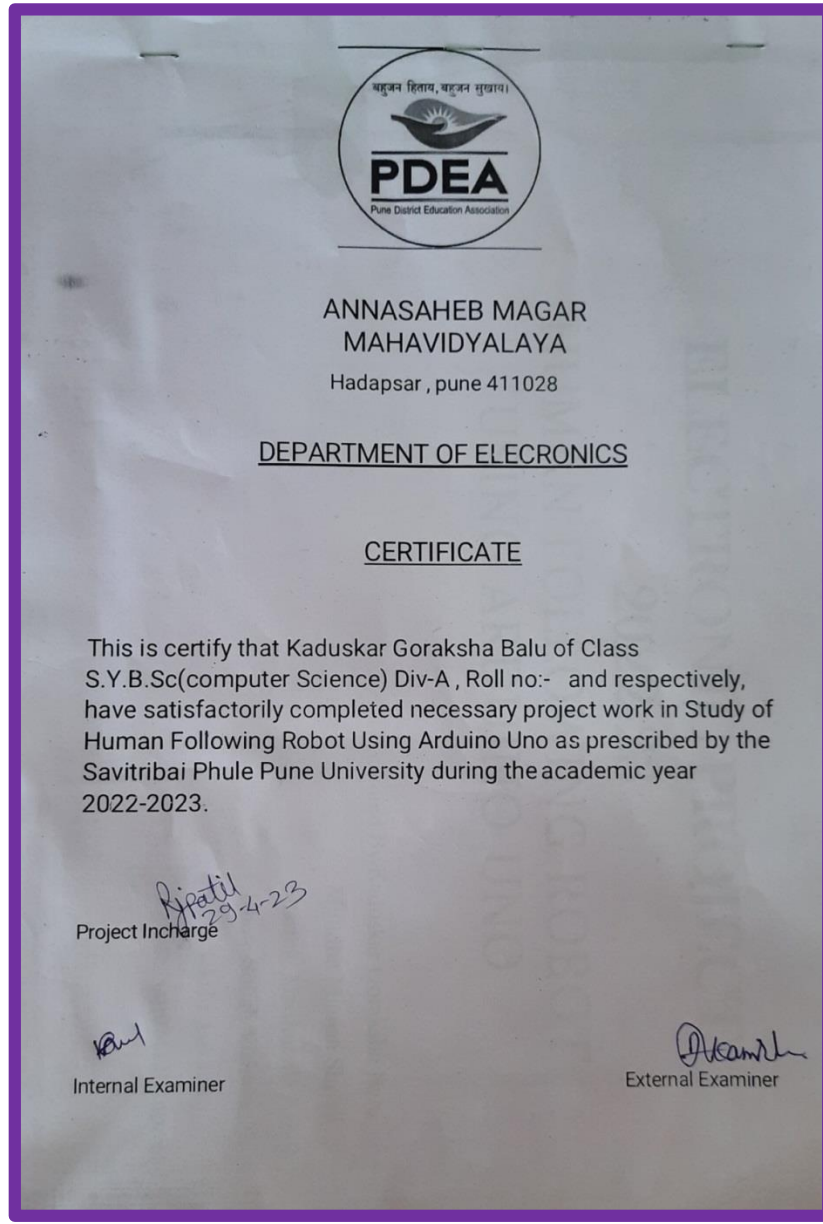 बहुजन हिताय, बहुजन सुखाय।
PDEA
Pune District Education Association
ANNASAHEB MAGAR
MAHAVIDYALAYA
Hadapsar , pune 411028
DEPARTMENT OF ELECRONICS
CERTIFICATE
This is certify that Kaduskar Goraksha Balu of Class
S.Y.B.Sc(computer Science) Div-A , Roll no:-   and respectively,
have satisfactorily completed necessary project work in Study of
Human Following Robot Using Arduino Uno as prescribed by the
Savitribai Phule Pune University during the academic year
2022-2023.
Rjpatil
29-4-23
Project Incharge
Internal Examiner
External Examiner